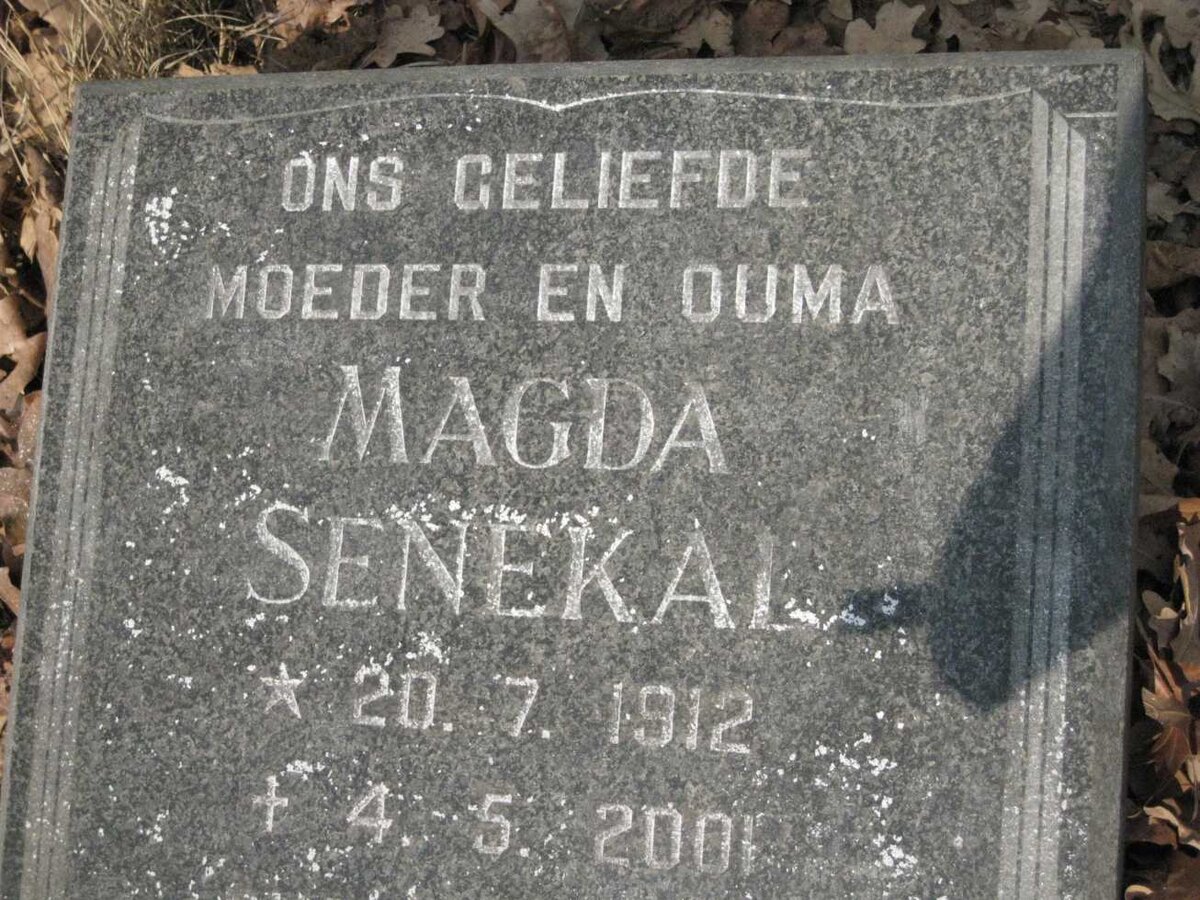 ONS GELIEFDE
MOEDER EN OUMA
MAGDA
SENEKAL
★ 20. 7. 1912
† 4. 5. 2001